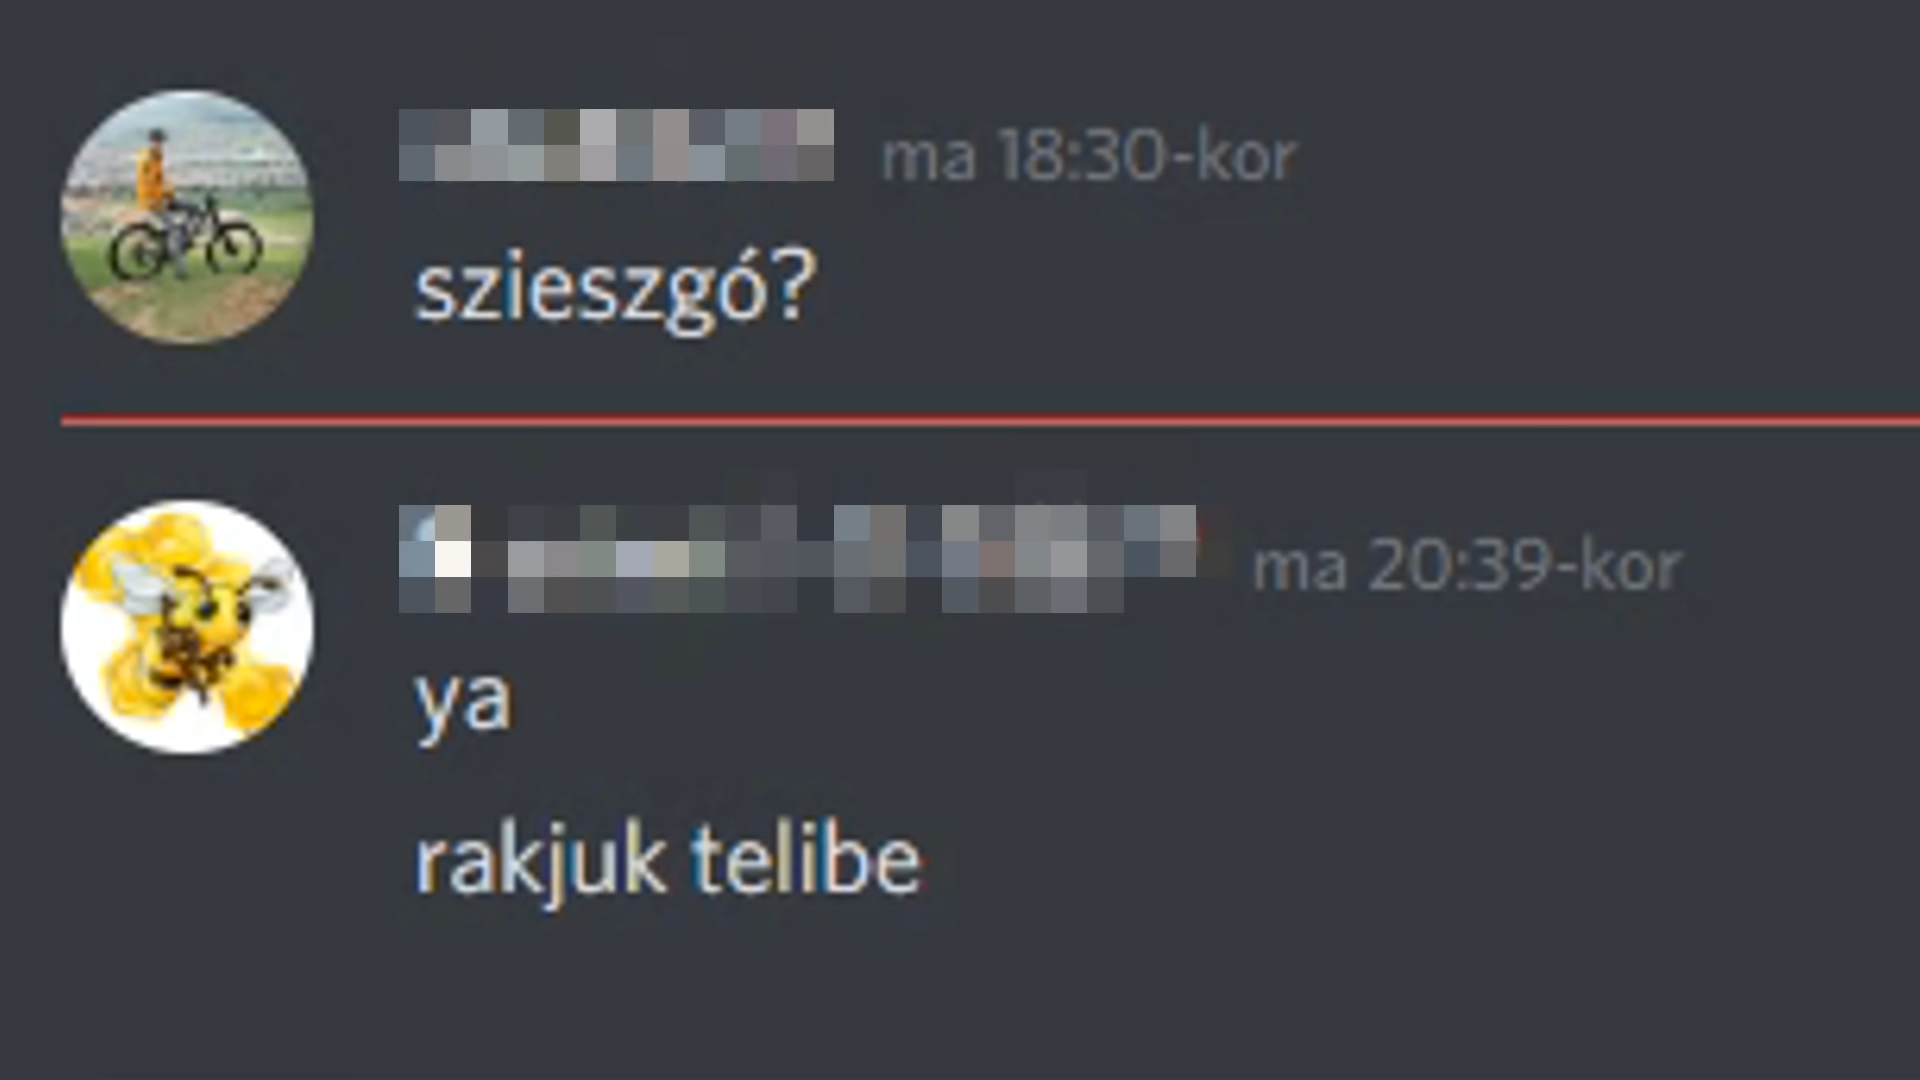 ma 18:30-kor
szieszgó?
ma 20:39-kor
ya
rakjuk telibe